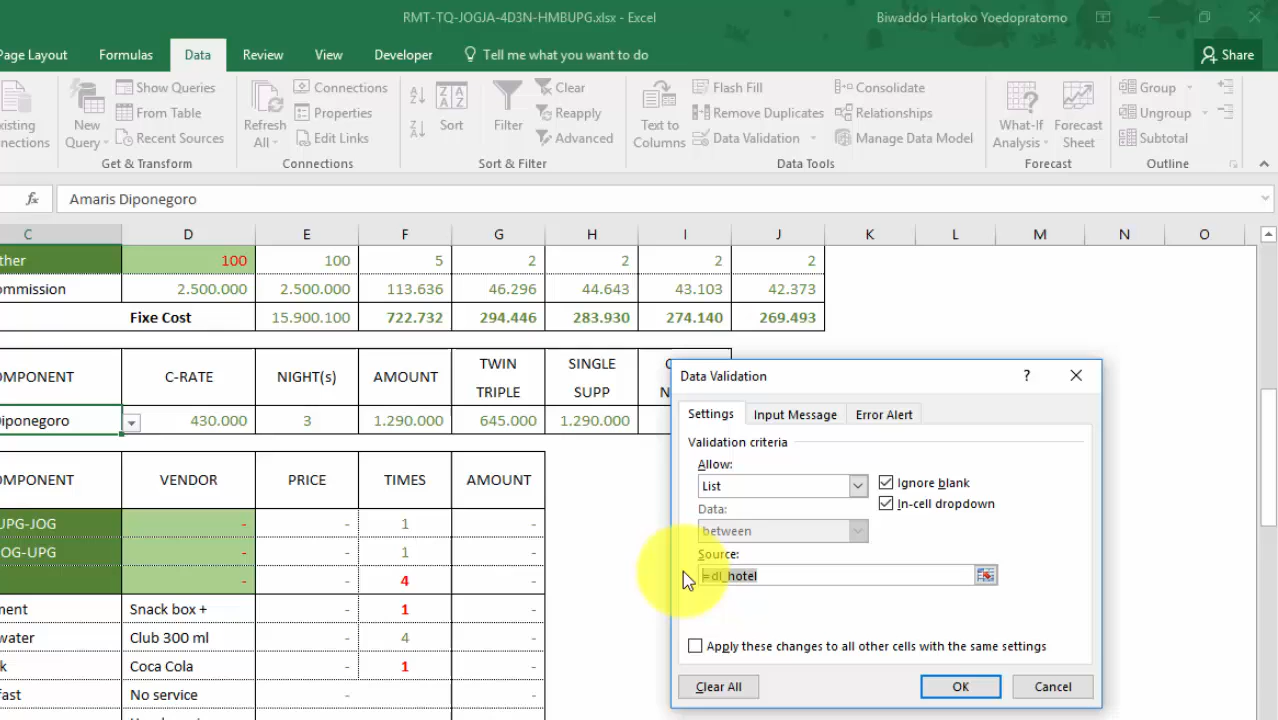 RMT-TQ-JOGJA-4D3N-HMBUPG.xlsx - Excel
Biwaddo Hartoko Yoedopratomo
Page Layout Formulas Data Review View Developer Tell me what you want to do Share
Show Queries Connections Clear Flash Fill Consolidate Group
From Table Properties Reapply Remove Duplicates Relationships Ungroup
Recent Sources Edit Links Advanced Data Validation Manage Data Model Subtotal
New Query Refresh All Sort Filter Text to Columns What-If Analysis Forecast Sheet
Get & Transform Connections Sort & Filter Data Tools Forecast Outline
fx Amaris Diponegoro
C D E F G H I J K L M N O
ther 100 100 5 2 2 2 2
ommission 2.500.000 2.500.000 113.636 46.296 44.643 43.103 42.373
Fixe Cost 15.900.100 722.732 294.446 283.930 274.140 269.493
OMPONENT C-RATE NIGHT(s) AMOUNT TWIN TRIPLE SINGLE SUPP
Diponegoro 430.000 3 1.290.000 645.000 1.290.000
OMPONENT VENDOR PRICE TIMES AMOUNT
UPG-JOG - - 1 -
OG-UPG - - 1 -
- - 4 -
ment Snack box + - 1 -
water Club 300 ml - 4 -
k Coca Cola - 1 -
fast No service - -
Data Validation ?
Settings Input Message Error Alert
Validation criteria
Allow:
List Ignore blank
Data: In-cell dropdown
between
Source:
=dl_hotel
Apply these changes to all other cells with the same settings
Clear All OK Cancel